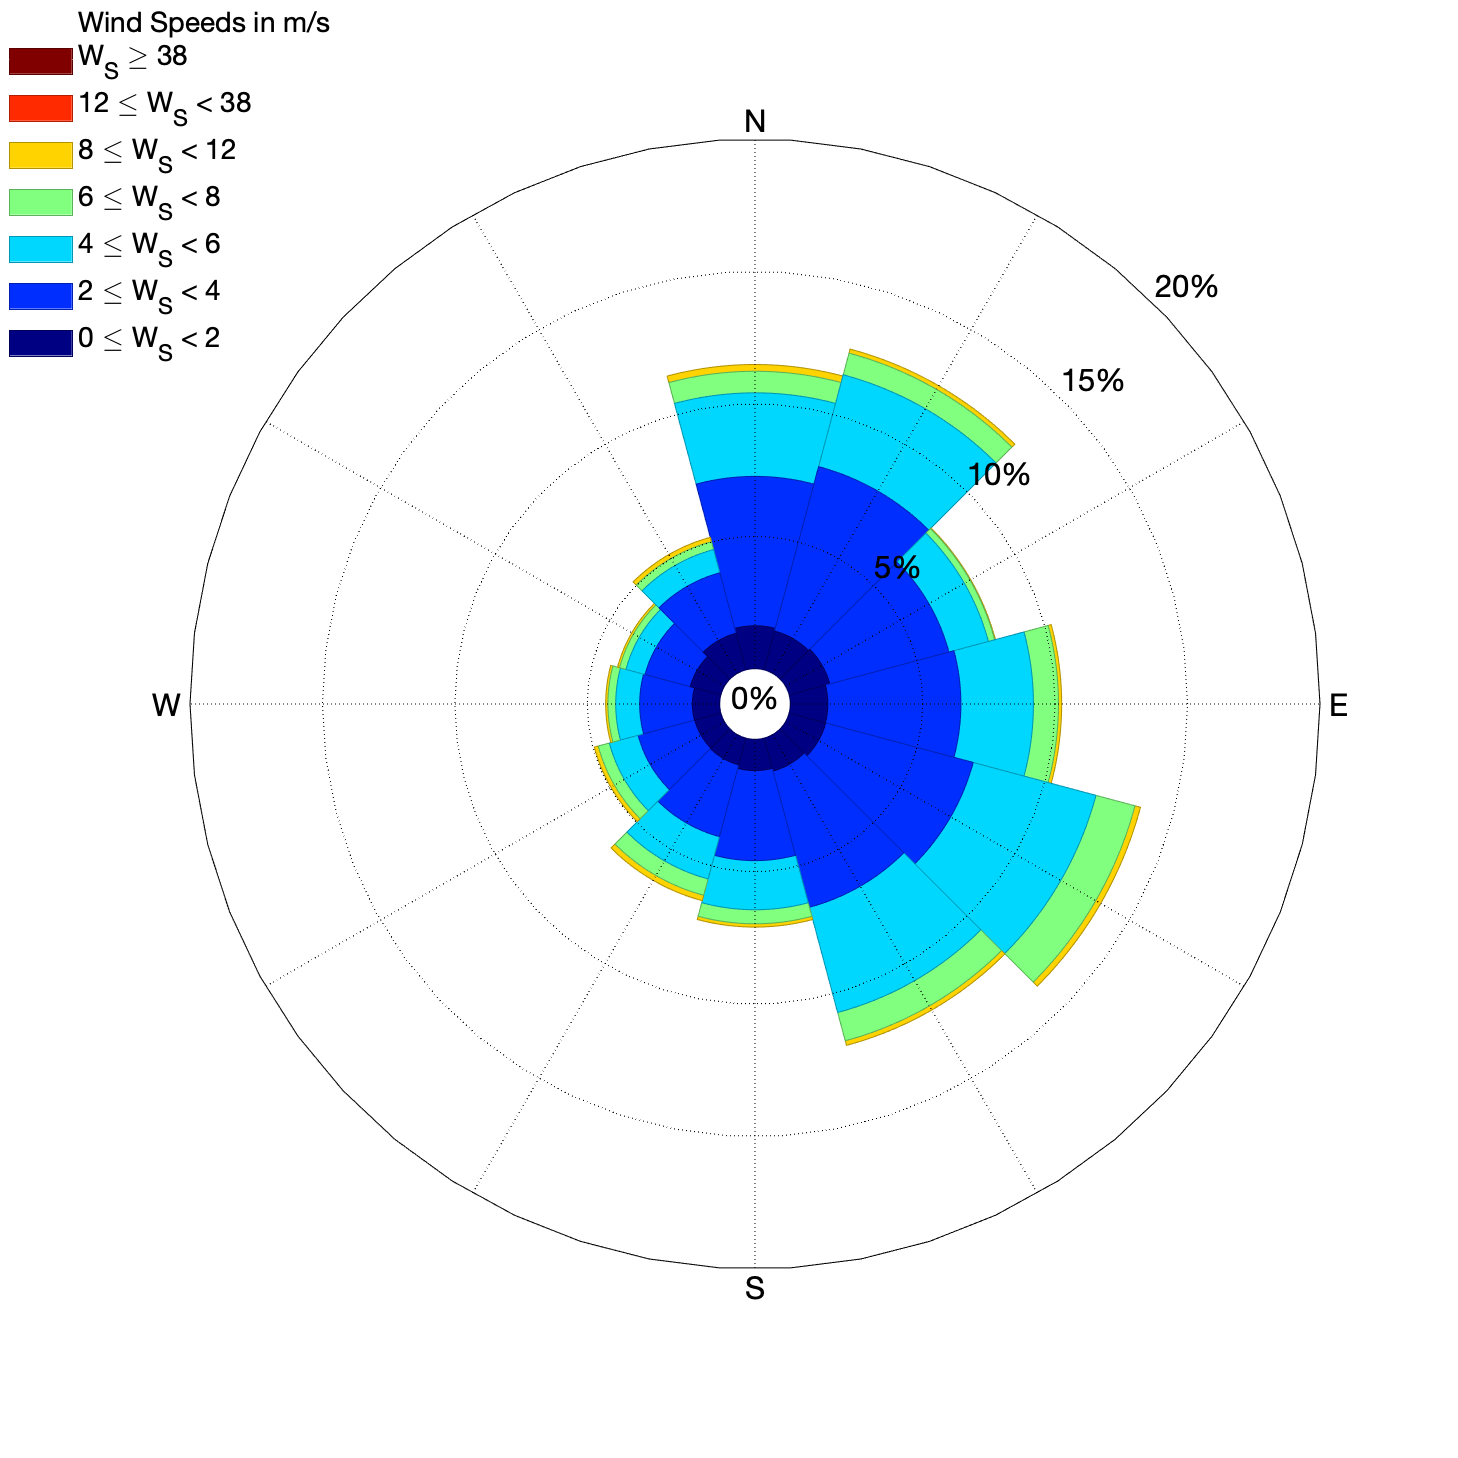 Wind Speeds in m/s
W_S ≥ 38
12 ≤ W_S < 38
8 ≤ W_S < 12
6 ≤ W_S < 8
4 ≤ W_S < 6
2 ≤ W_S < 4
0 ≤ W_S < 2
N
20%
15%
10%
5%
W
0%
E
S